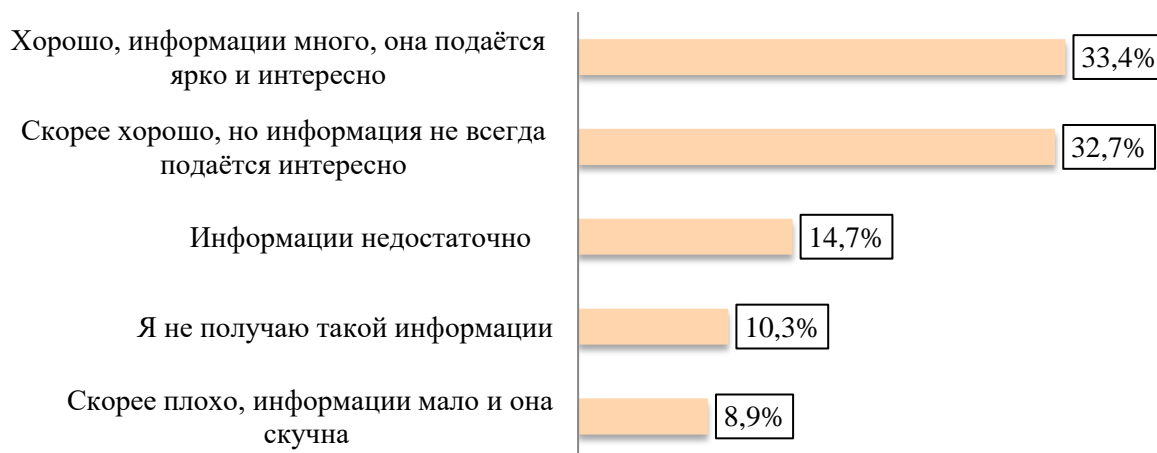 Хорошо, информации много, она подаётся
ярко и интересно
33,4%
Скорее хорошо, но информация не всегда
подаётся интересно
32,7%
Информации недостаточно
14,7%
Я не получаю такой информации
10,3%
Скорее плохо, информации мало и она
скучна
8,9%